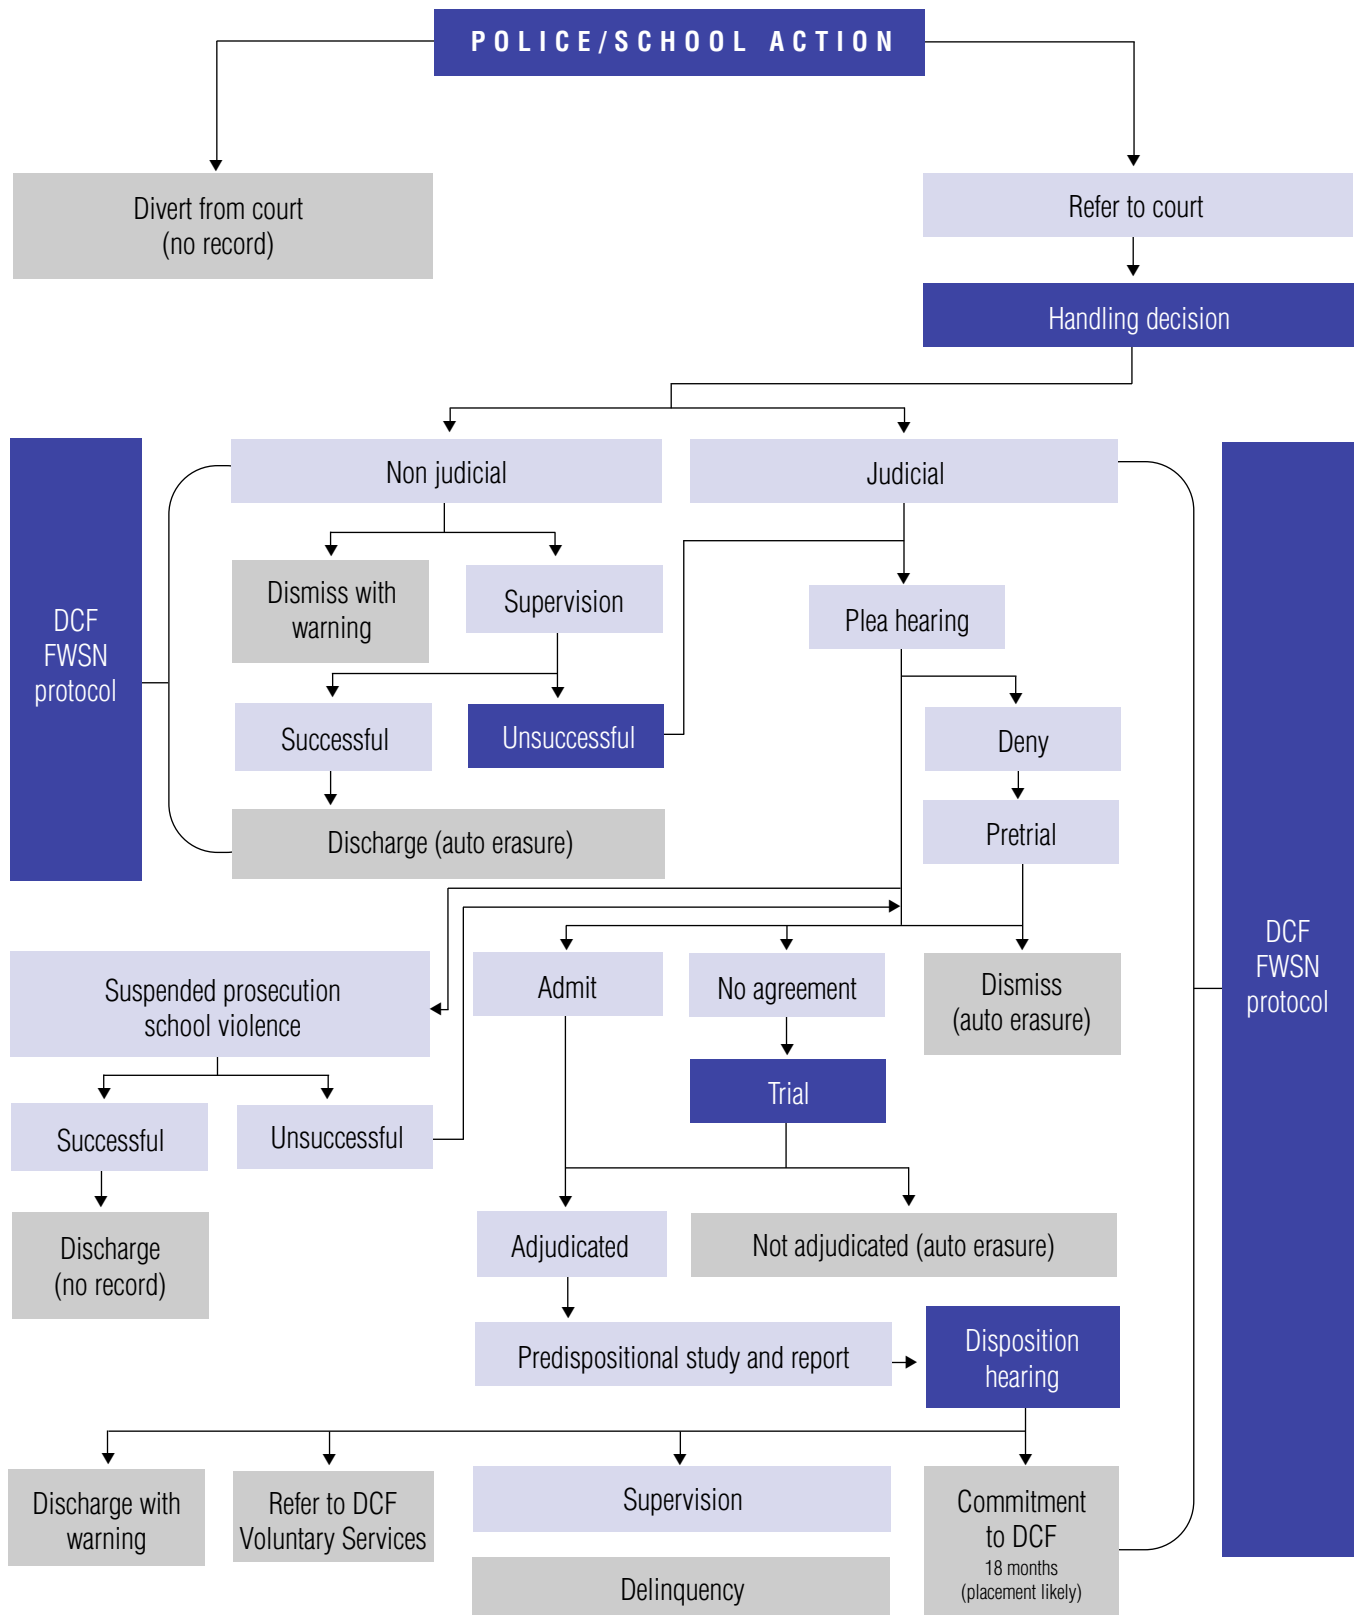 POLICE/SCHOOL ACTION
Divert from court
(no record)
Refer to court
Handling decision
Non judicial
Judicial
DCF
FWSN
protocol
Dismiss with
warning
Supervision
Plea hearing
Successful
Unsuccessful
Deny
Discharge (auto erasure)
Pretrial
DCF
FWSN
protocol
Suspended prosecution
school violence
Admit
No agreement
Dismiss
(auto erasure)
Trial
Successful
Unsuccessful
Discharge
(no record)
Adjudicated
Not adjudicated (auto erasure)
Predispositional study and report
Disposition
hearing
Discharge with
warning
Refer to DCF
Voluntary Services
Supervision
Commitment
to DCF
18 months
(placement likely)
Delinquency